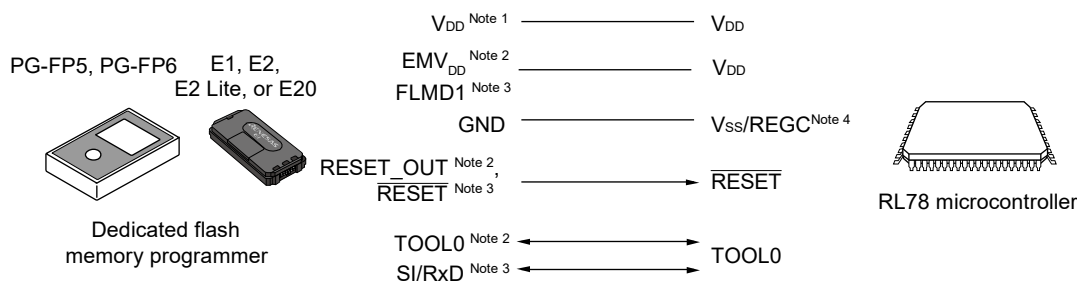 PG-FP5, PG-FP6
E1, E2,
E2 Lite, or E20
RENESAS
Dedicated flash
memory programmer
VDD Note 1
VDD
EMVDD Note 2
VDD
FLMD1 Note 3
GND
VSS/REGC Note 4
RESET_OUT Note 2,
RESET Note 3
RESET
TOOL0 Note 2
TOOL0
SI/RxD Note 3
RL78 microcontroller